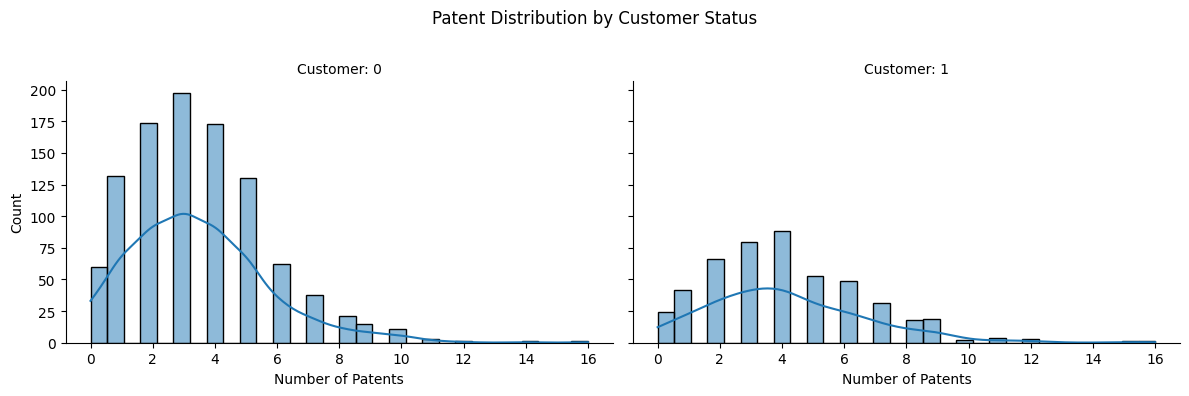 Patent Distribution by Customer Status
Customer: 0
Customer: 1
200
175
150
125
100
75
50
25
0
Count
0 2 4 6 8 10 12 14 16
0 2 4 6 8 10 12 14 16
Number of Patents
Number of Patents